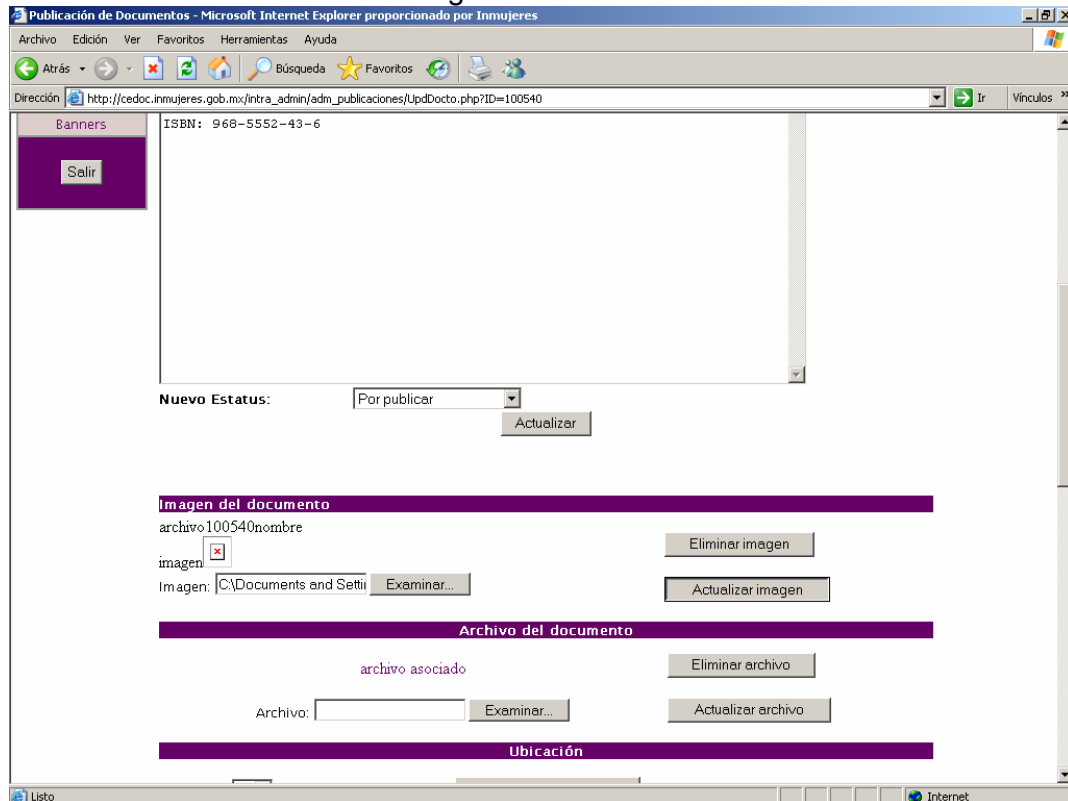 Publicación de Documentos - Microsoft Internet Explorer proporcionado por Inmujeres
Archivo Edición Ver Favoritos Herramientas Ayuda
Atrás Búsqueda Favoritos
Dirección http://cedoc.inmujeres.gob.mx/intra_admin/adm_publicaciones/UpdDocto.php?ID=100540 Ir Vínculos »
Banners
Salir
ISBN: 968-5552-43-6
Nuevo Estatus: Por publicar
Actualizar
Imagen del documento
archivo100540nombre
Eliminar imagen
imagen
Imagen: C:\Documents and Settin Examinar... Actualizar imagen
Archivo del documento
archivo asociado Eliminar archivo
Archivo: Examinar... Actualizar archivo
Ubicación
Listo Internet